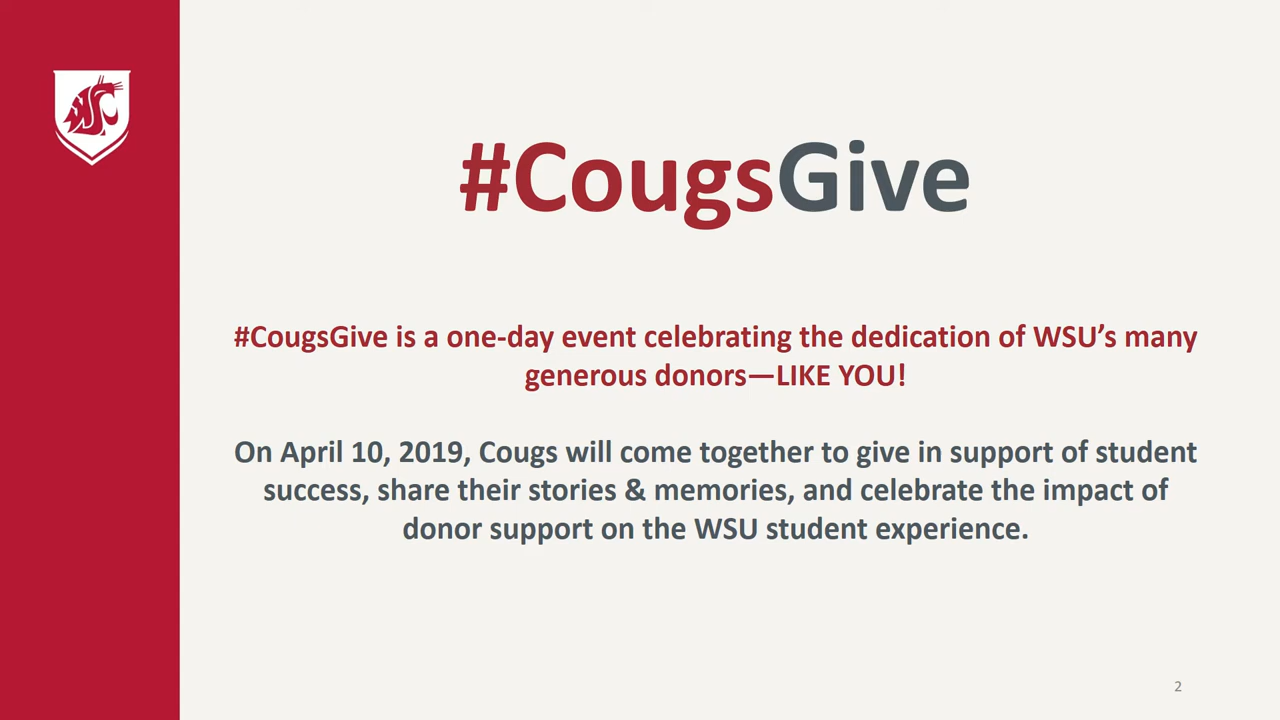 #CougsGive
#CougsGive is a one-day event celebrating the dedication of WSU’s many
generous donors—LIKE YOU!
On April 10, 2019, Cougs will come together to give in support of student
success, share their stories & memories, and celebrate the impact of
donor support on the WSU student experience.
2